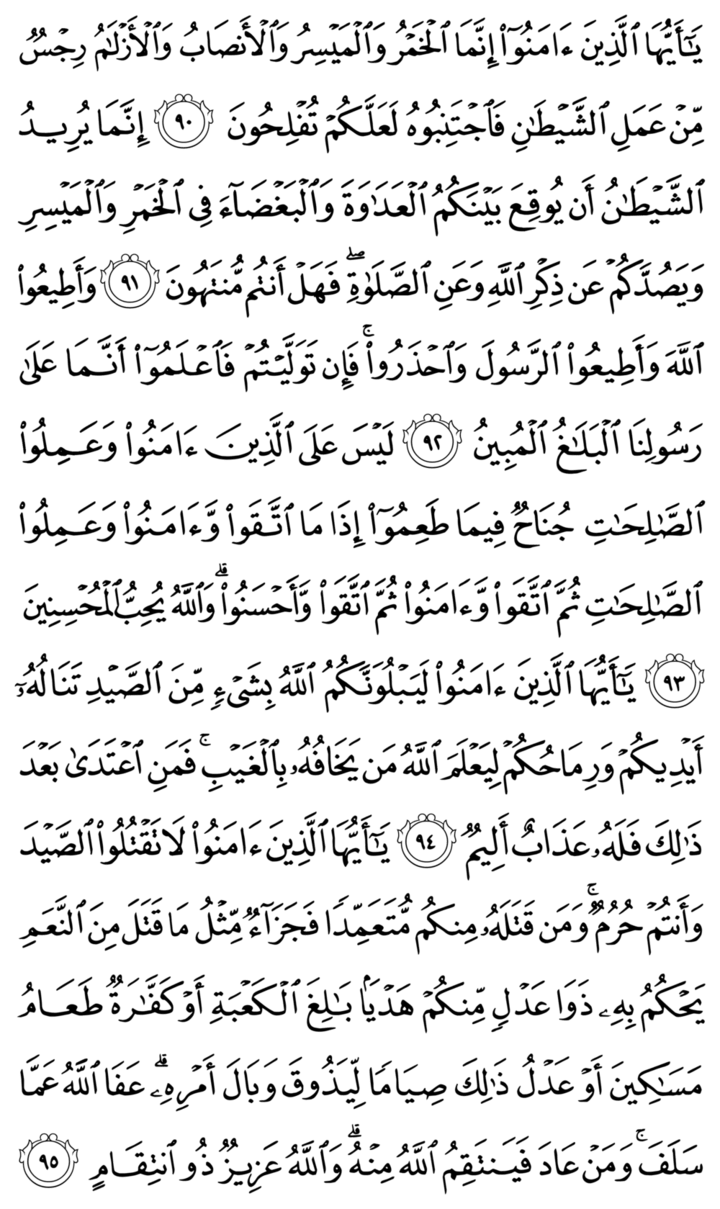 يَٰٓأَيُّهَا ٱلَّذِينَ ءَامَنُوٓا۟ إِنَّمَا ٱلْخَمْرُ وَٱلْمَيْسِرُ وَٱلْأَنصَابُ وَٱلْأَزْلَٰمُ رِجْسٌ
مِّنْ عَمَلِ ٱلشَّيْطَٰنِ فَٱجْتَنِبُوهُ لَعَلَّكُمْ تُفْلِحُونَ ٩٠ إِنَّمَا يُرِيدُ
ٱلشَّيْطَٰنُ أَن يُوقِعَ بَيْنَكُمُ ٱلْعَدَٰوَةَ وَٱلْبَغْضَآءَ فِى ٱلْخَمْرِ وَٱلْمَيْسِرِ
وَيَصُدَّكُمْ عَن ذِكْرِ ٱللَّهِ وَعَنِ ٱلصَّلَوٰةِ ۖ فَهَلْ أَنتُم مُّنتَهُونَ ٩١ وَأَطِيعُوا۟
ٱللَّهَ وَأَطِيعُوا۟ ٱلرَّسُولَ وَٱحْذَرُوا۟ ۚ فَإِن تَوَلَّيْتُمْ فَٱعْلَمُوٓا۟ أَنَّمَا عَلَىٰ
رَسُولِنَا ٱلْبَلَٰغُ ٱلْمُبِينُ ٩٢ لَيْسَ عَلَى ٱلَّذِينَ ءَامَنُوا۟ وَعَمِلُوا۟
ٱلصَّٰلِحَٰتِ جُنَاحٌ فِيمَا طَعِمُوٓا۟ إِذَا مَا ٱتَّقَوا۟ وَّءَامَنُوا۟ وَعَمِلُوا۟
ٱلصَّٰلِحَٰتِ ثُمَّ ٱتَّقَوا۟ وَّءَامَنُوا۟ ثُمَّ ٱتَّقَوا۟ وَّأَحْسَنُوا۟ ۗ وَٱللَّهُ يُحِبُّ ٱلْمُحْسِنِينَ
٩٣ يَٰٓأَيُّهَا ٱلَّذِينَ ءَامَنُوا۟ لَيَبْلُوَنَّكُمُ ٱللَّهُ بِشَىْءٍ مِّنَ ٱلصَّيْدِ تَنَالُهُۥٓ
أَيْدِيكُمْ وَرِمَاحُكُمْ لِيَعْلَمَ ٱللَّهُ مَن يَخَافُهُۥ بِٱلْغَيْبِ ۚ فَمَنِ ٱعْتَدَىٰ بَعْدَ
ذَٰلِكَ فَلَهُۥ عَذَابٌ أَلِيمٌ ٩٤ يَٰٓأَيُّهَا ٱلَّذِينَ ءَامَنُوا۟ لَا تَقْتُلُوا۟ ٱلصَّيْدَ
وَأَنتُمْ حُرُمٌ ۚ وَمَن قَتَلَهُۥ مِنكُم مُّتَعَمِّدًا فَجَزَآءٌ مِّثْلُ مَا قَتَلَ مِنَ ٱلنَّعَمِ
يَحْكُمُ بِهِۦ ذَوَا عَدْلٍ مِّنكُمْ هَدْيًۢا بَٰلِغَ ٱلْكَعْبَةِ أَوْ كَفَّٰرَةٌ طَعَامُ
مَسَٰكِينَ أَوْ عَدْلُ ذَٰلِكَ صِيَامًا لِّيَذُوقَ وَبَالَ أَمْرِهِۦ ۗ عَفَا ٱللَّهُ عَمَّا
سَلَفَ ۚ وَمَنْ عَادَ فَيَنتَقِمُ ٱللَّهُ مِنْهُ ۗ وَٱللَّهُ عَزِيزٌ ذُو ٱنتِقَامٍ ٩٥